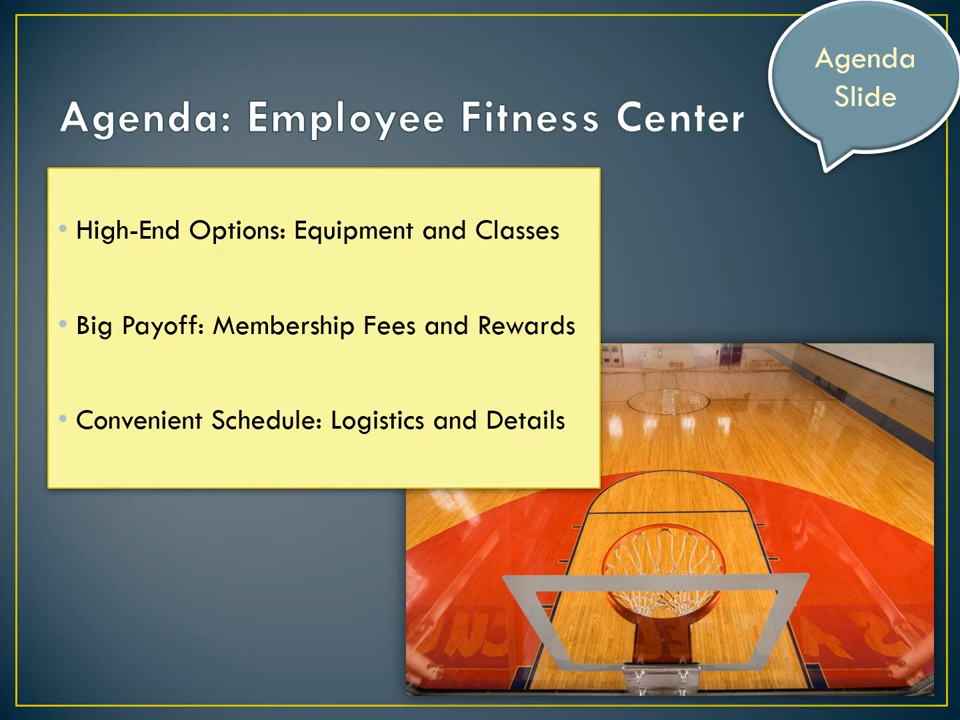 Agenda
Slide
Agenda: Employee Fitness Center
• High-End Options: Equipment and Classes
• Big Payoff: Membership Fees and Rewards
• Convenient Schedule: Logistics and Details